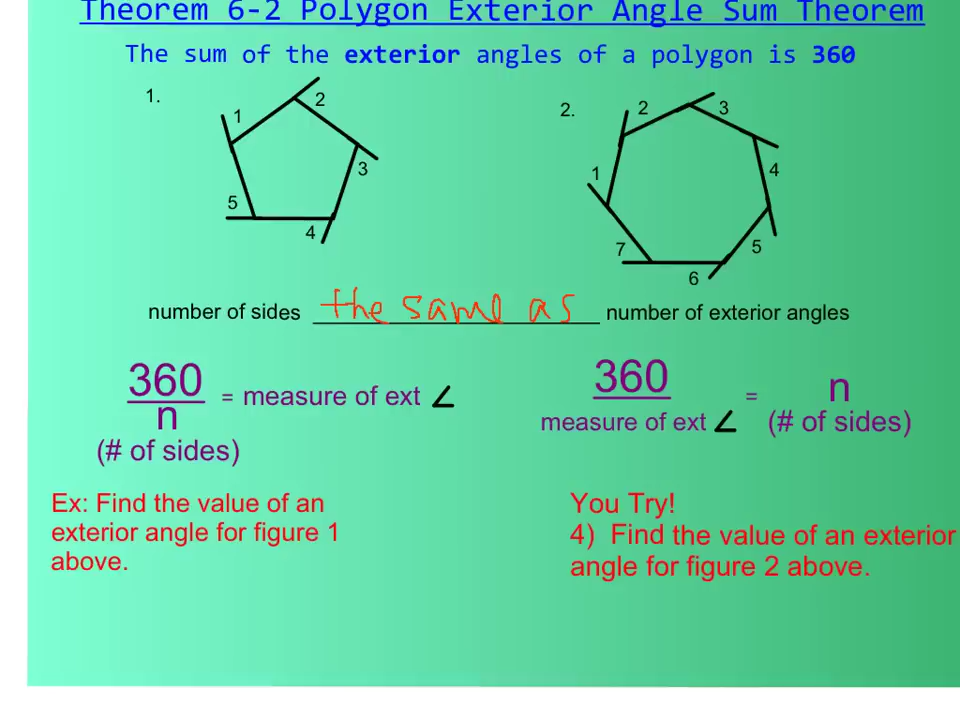 Theorem 6-2 Polygon Exterior Angle Sum Theorem
The sum of the exterior angles of a polygon is 360
1.
1
2
3
4
5
2.
1
2
3
4
5
6
7
number of sides the same as number of exterior angles
360
n
(# of sides)
= measure of ext ∠
360
measure of ext ∠
=
n
(# of sides)
Ex: Find the value of an
exterior angle for figure 1
above.
You Try!
4) Find the value of an exterior
angle for figure 2 above.